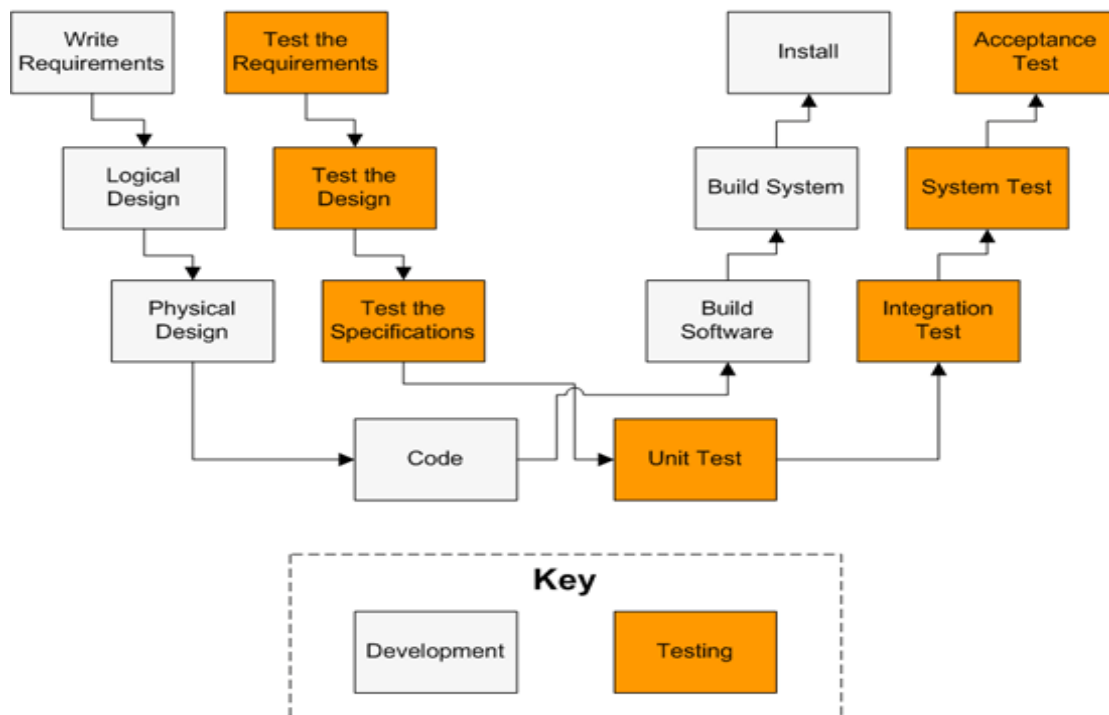 Write
Requirements
Test the
Requirements
Install
Acceptance
Test
Logical
Design
Test the
Design
Build System
System Test
Physical
Design
Test the
Specifications
Build
Software
Integration
Test
Code
Unit Test
Key
Development
Testing